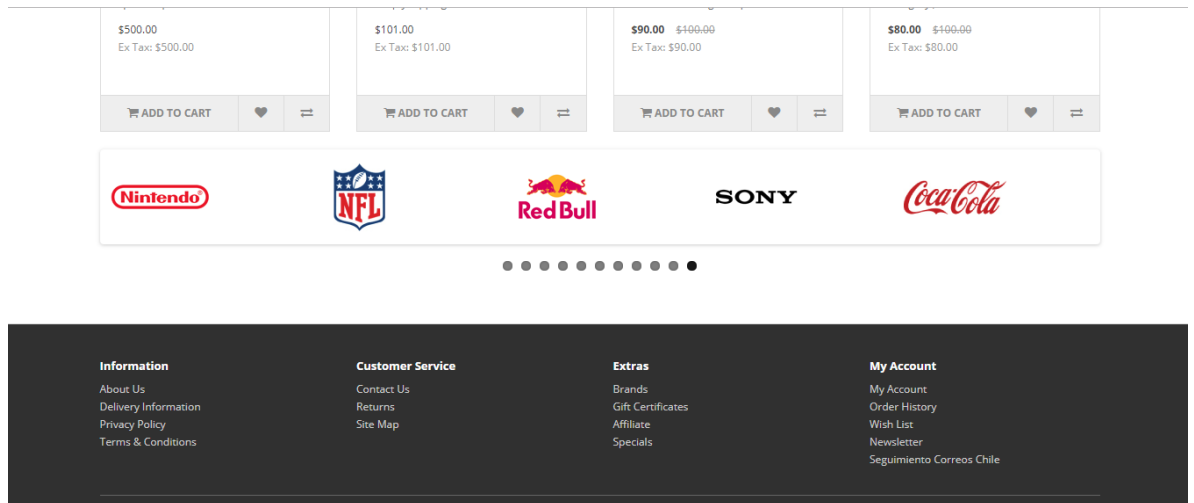 $500.00
Ex Tax: $500.00
$101.00
Ex Tax: $101.00
$90.00 $100.00
Ex Tax: $90.00
$80.00 $100.00
Ex Tax: $80.00
ADD TO CART
ADD TO CART
ADD TO CART
ADD TO CART
Nintendo®
NFL
Red Bull
SONY
Coca-Cola
Information
About Us
Delivery Information
Privacy Policy
Terms & Conditions
Customer Service
Contact Us
Returns
Site Map
Extras
Brands
Gift Certificates
Affiliate
Specials
My Account
My Account
Order History
Wish List
Newsletter
Seguimiento Correos Chile